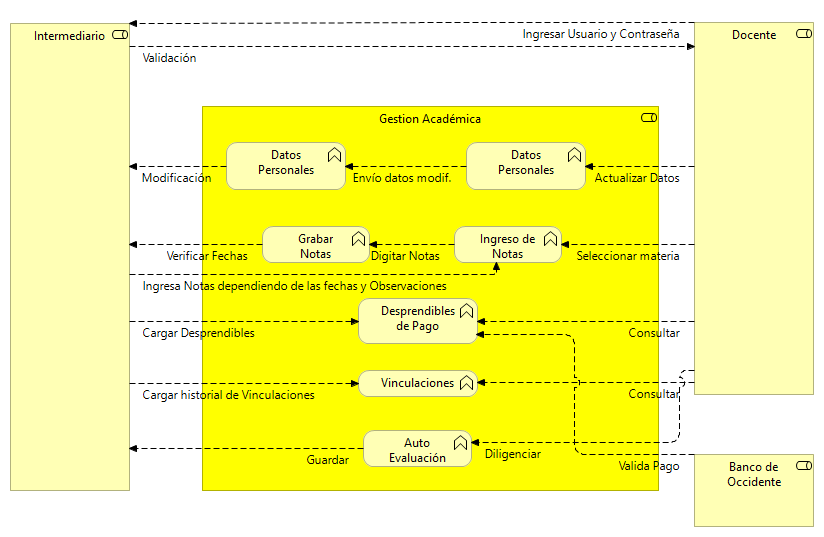 Intermediario
Ingresar Usuario y Contraseña
Docente
Validación
Gestion Académica
Datos
Personales
Datos
Personales
Modificación
Envío datos modif.
Actualizar Datos
Grabar
Notas
Ingreso de
Notas
Verificar Fechas
Digitar Notas
Seleccionar materia
Ingresa Notas dependiendo de las fechas y Observaciones
Desprendibles
de Pago
Cargar Desprendibles
Consultar
Vinculaciones
Cargar historial de Vinculaciones
Consultar
Auto
Evaluación
Guardar
Diligenciar
Valida Pago
Banco de
Occidente